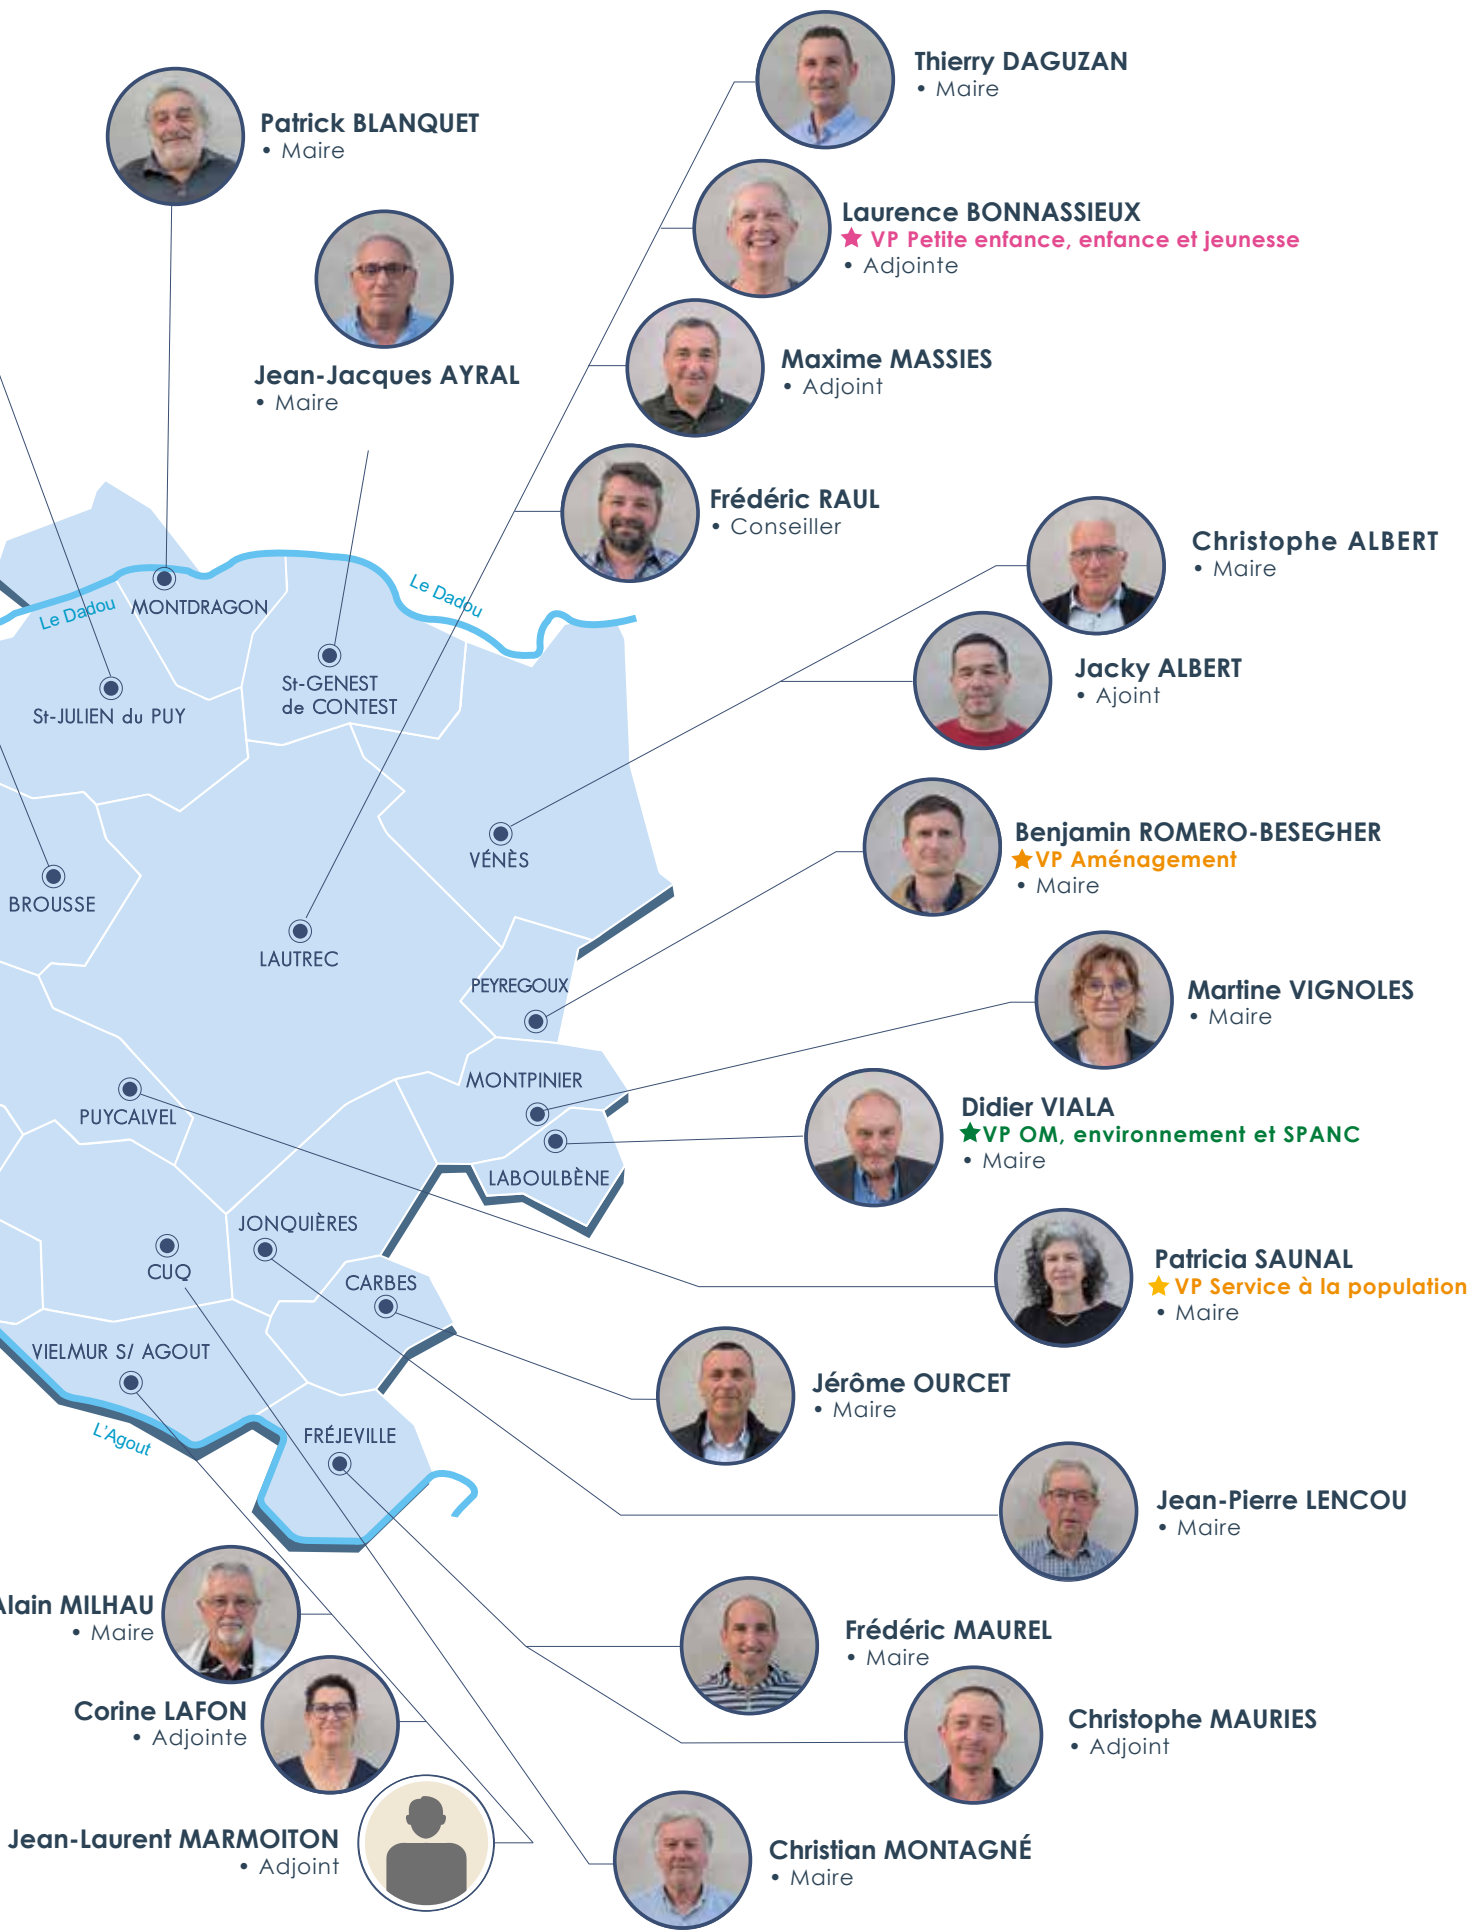 Thierry DAGUZAN
• Maire
Patrick BLANQUET
• Maire
Laurence BONNASSIEUX
★ VP Petite enfance, enfance et jeunesse
• Adjointe
Jean-Jacques AYRAL
• Maire
Maxime MASSIES
• Adjoint
Frédéric RAUL
• Conseiller
Christophe ALBERT
• Maire
Jacky ALBERT
• Ajoint
Le Dadou
MONTDRAGON
Le Dadou
St-GENEST
de CONTEST
St-JULIEN du PUY
VÉNÈS
BROUSSE
LAUTREC
Benjamin ROMERO-BESEGHER
★ VP Aménagement
• Maire
PEYREGOUX
Martine VIGNOLES
• Maire
MONTPINIER
PUYCALVEL
Didier VIALA
★ VP OM, environnement et SPANC
• Maire
LABOULBÈNE
JONQUIÈRES
CUQ
CARBES
Patricia SAUNAL
★ VP Service à la population
• Maire
VIELMUR S/ AGOUT
Jérôme OURCET
• Maire
L'Agout
FRÉJEVILLE
Jean-Pierre LENCOU
• Maire
Alain MILHAU
• Maire
Frédéric MAUREL
• Maire
Corine LAFON
• Adjointe
Christophe MAURIES
• Adjoint
Jean-Laurent MARMOITON
• Adjoint
Christian MONTAGNÉ
• Maire